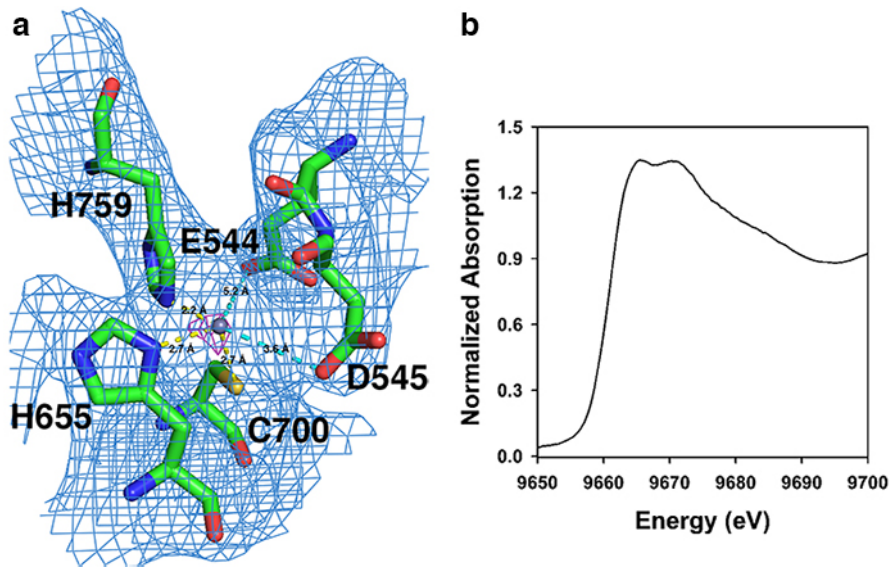 a
H759
E544
5.2 Å
2.2 Å
2.7 Å
3.6 Å
2.7 Å
D545
H655
C700
b
1.5
1.2
0.9
0.6
0.3
0.0
Normalized Absorption
9650 9660 9670 9680 9690 9700
Energy (eV)